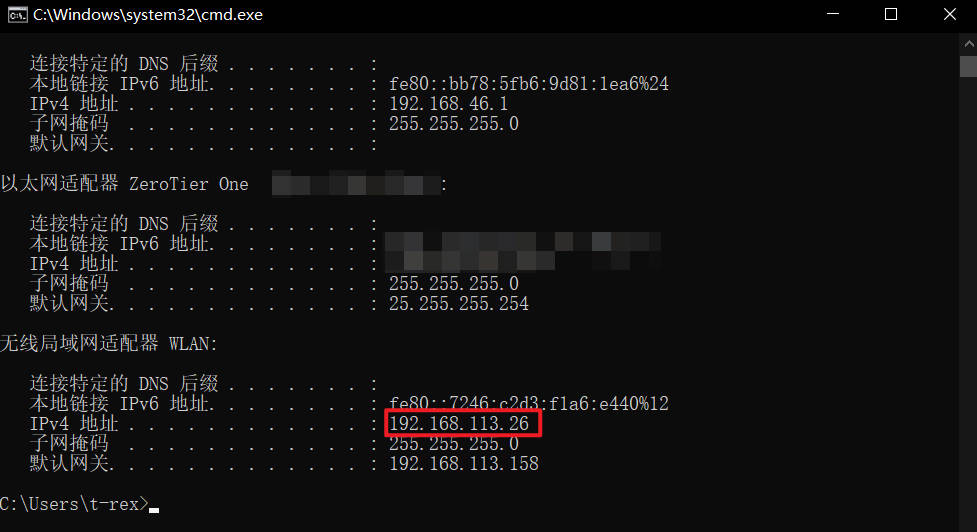 C:\Windows\system32\cmd.exe
连接特定的 DNS 后缀 . . . . . . . :
本地链接 IPv6 地址. . . . . . . . : fe80::bb78:5fb6:9d81:1ea6%24
IPv4 地址 . . . . . . . . . . . . : 192.168.46.1
子网掩码 . . . . . . . . . . . . : 255.255.255.0
默认网关. . . . . . . . . . . . . :
以太网适配器 ZeroTier One :
连接特定的 DNS 后缀 . . . . . . . :
本地链接 IPv6 地址. . . . . . . . :
IPv4 地址 . . . . . . . . . . . . :
子网掩码 . . . . . . . . . . . . : 255.255.255.0
默认网关. . . . . . . . . . . . . : 25.255.255.254
无线局域网适配器 WLAN:
连接特定的 DNS 后缀 . . . . . . . :
本地链接 IPv6 地址. . . . . . . . : fe80::7246:c2d3:f1a6:e440%12
IPv4 地址 . . . . . . . . . . . . : 192.168.113.26
子网掩码 . . . . . . . . . . . . : 255.255.255.0
默认网关. . . . . . . . . . . . . : 192.168.113.158
C:\Users\t-rex>